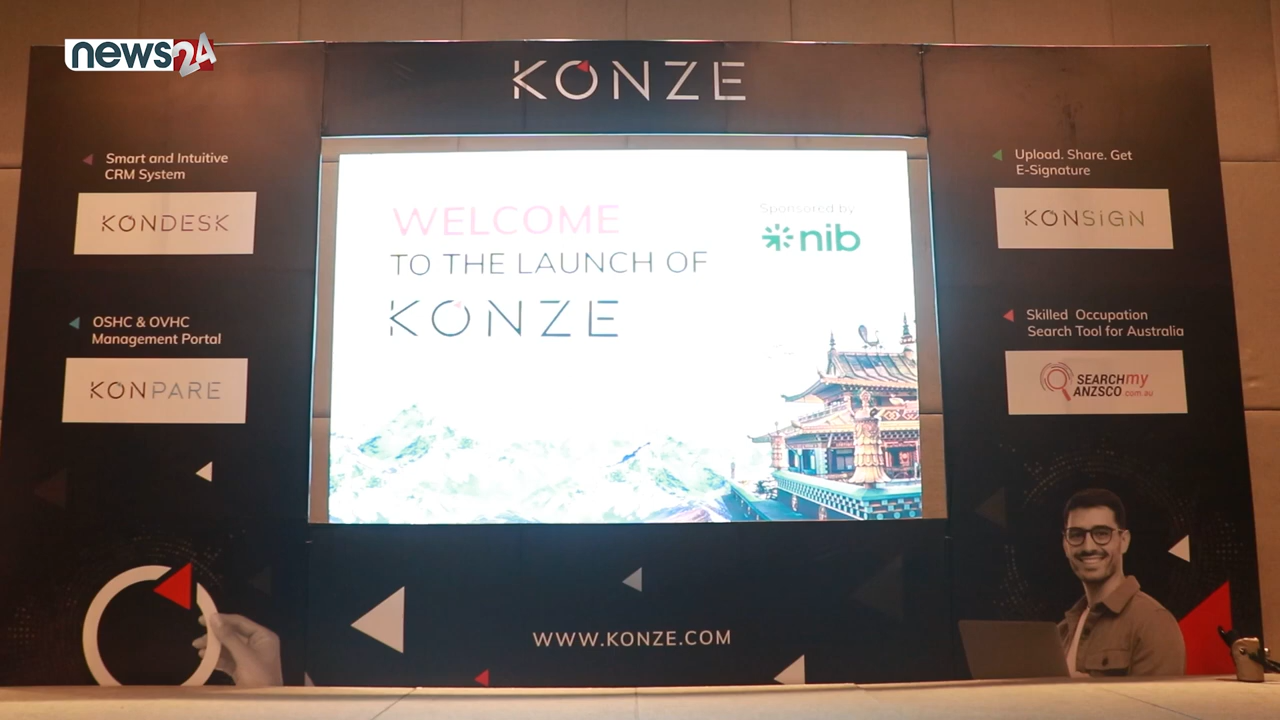 news24
KONZE
Smart and Intuitive
CRM System
KONDESK
OSHC & OVHC
Management Portal
KONPARE
WELCOME
TO THE LAUNCH OF
KONZE
Sponsored by
nib
Upload. Share. Get
E-Signature
KONSiGN
Skilled Occupation
Search Tool for Australia
SEARCHmy
ANZSCO.com.au
WWW.KONZE.COM